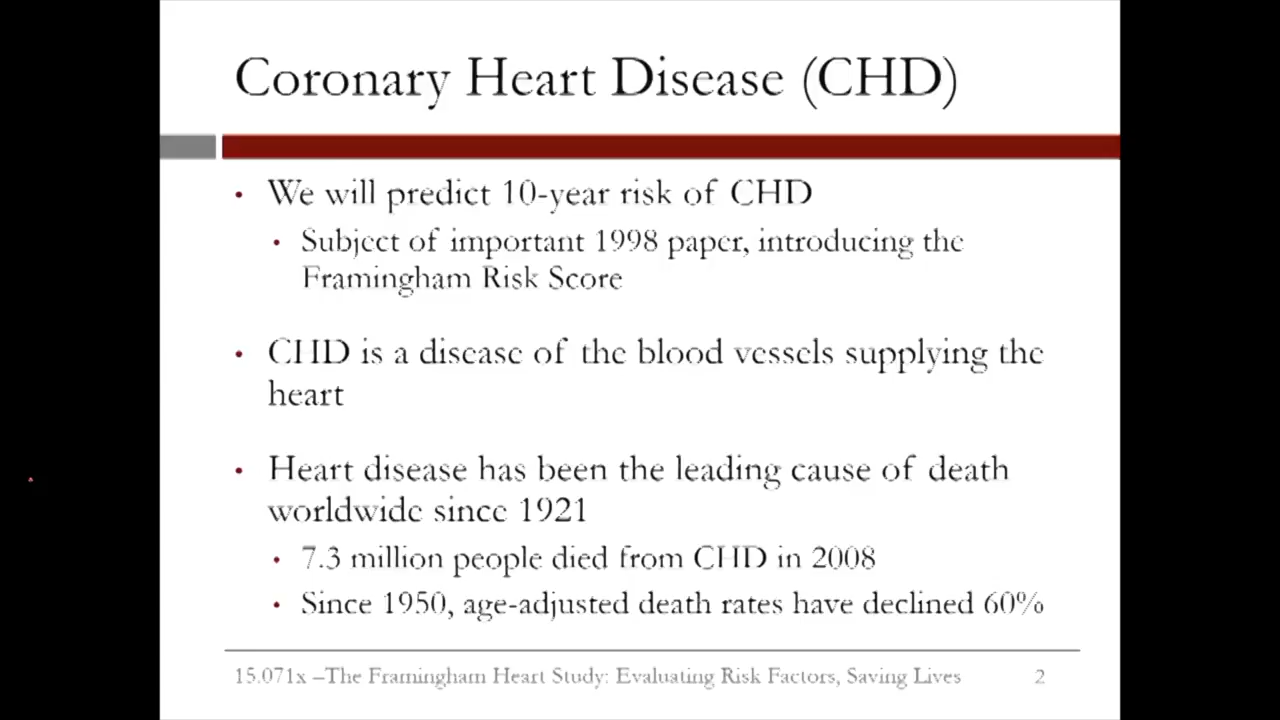 Coronary Heart Disease (CHD)
• We will predict 10-year risk of CHD
• Subject of important 1998 paper, introducing the
Framingham Risk Score
• CHD is a disease of the blood vessels supplying the
heart
• Heart disease has been the leading cause of death
worldwide since 1921
• 7.3 million people died from CHD in 2008
• Since 1950, age-adjusted death rates have declined 60%
15.071x –The Framingham Heart Study: Evaluating Risk Factors, Saving Lives 2